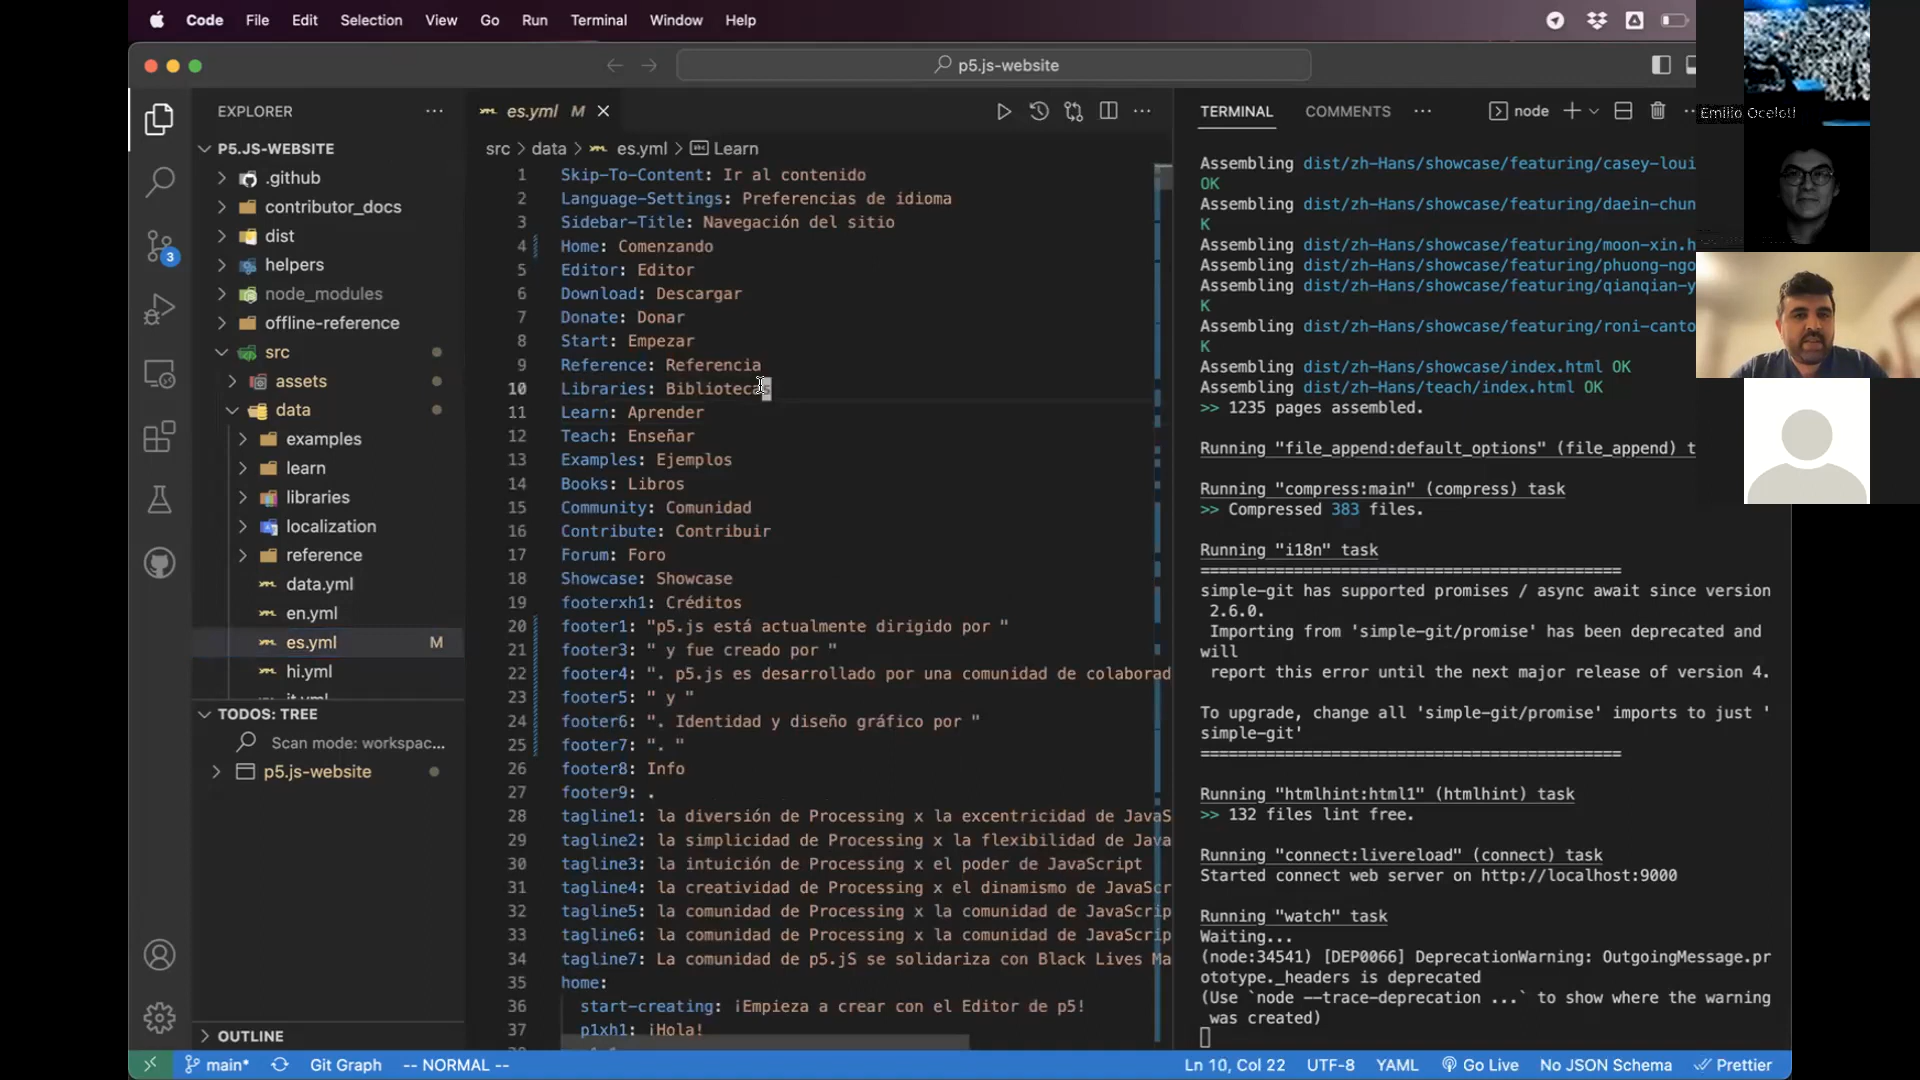 Code File Edit Selection View Go Run Terminal Window Help
p5.js-website
EXPLORER
P5.JS-WEBSITE
.github
contributor_docs
dist
helpers
node_modules
offline-reference
src
assets
data
examples
learn
libraries
localization
reference
data.yml
en.yml
es.yml M
hi.yml
3
TODOS: TREE
Scan mode: workspac...
p5.js-website
OUTLINE
es.yml M
src > data > es.yml > Learn
1 Skip-To-Content: Ir al contenido
2 Language-Settings: Preferencias de idioma
3 Sidebar-Title: Navegación del sitio
4 Home: Comenzando
5 Editor: Editor
6 Download: Descargar
7 Donate: Donar
8 Start: Empezar
9 Reference: Referencia
10 Libraries: Bibliotecas
11 Learn: Aprender
12 Teach: Enseñar
13 Examples: Ejemplos
14 Books: Libros
15 Community: Comunidad
16 Contribute: Contribuir
17 Forum: Foro
18 Showcase: Showcase
19 footerxh1: Créditos
20 footer1: "p5.js está actualmente dirigido por "
21 footer3: " y fue creado por "
22 footer4: ". p5.js es desarrollado por una comunidad de colaborad
23 footer5: " y "
24 footer6: ". Identidad y diseño gráfico por "
25 footer7: ". "
26 footer8: Info
27 footer9: .
28 tagline1: la diversión de Processing x la excentricidad de JavaS
29 tagline2: la simplicidad de Processing x la flexibilidad de Java
30 tagline3: la intuición de Processing x el poder de JavaScript
31 tagline4: la creatividad de Processing x el dinamismo de JavaScr
32 tagline5: la comunidad de Processing x la comunidad de JavaScrip
33 tagline6: la comunidad de Processing x la comunidad de JavaScrip
34 tagline7: La comunidad de p5.jS se solidariza con Black Lives Ma
35 home:
36 start-creating: ¡Empieza a crear con el Editor de p5!
37 p1xh1: ¡Hola!
TERMINAL COMMENTS node
Assembling dist/zh-Hans/showcase/featuring/casey-loui
OK
Assembling dist/zh-Hans/showcase/featuring/daein-chun
K
Assembling dist/zh-Hans/showcase/featuring/moon-xin.h
Assembling dist/zh-Hans/showcase/featuring/phuong-ngo
Assembling dist/zh-Hans/showcase/featuring/qianqian-y
K
Assembling dist/zh-Hans/showcase/featuring/roni-canto
K
Assembling dist/zh-Hans/showcase/index.html OK
Assembling dist/teach/index.html OK
>> 1235 pages assembled.
Running "file_append:default_options" (file_append) t
Running "compress:main" (compress) task
>> Compressed 383 files.
Running "i18n" task
=============================================
simple-git has supported promises / async await since version
2.6.0.
Importing from 'simple-git/promise' has been deprecated and
will
report this error until the next major release of version 4.
To upgrade, change all 'simple-git/promise' imports to just '
simple-git'
=============================================
Running "htmlhint:html1" (htmlhint) task
>> 132 files lint free.
Running "connect:livereload" (connect) task
Started connect web server on http://localhost:9000
Running "watch" task
Waiting...
(node:34541) [DEP0066] DeprecationWarning: OutgoingMessage.pr
ototype._headers is deprecated
(Use `node --trace-deprecation ...` to show where the warning
was created)
Emilio Ocelotl
main* Git Graph -- NORMAL -- Ln 10, Col 22 UTF-8 YAML Go Live No JSON Schema Prettier